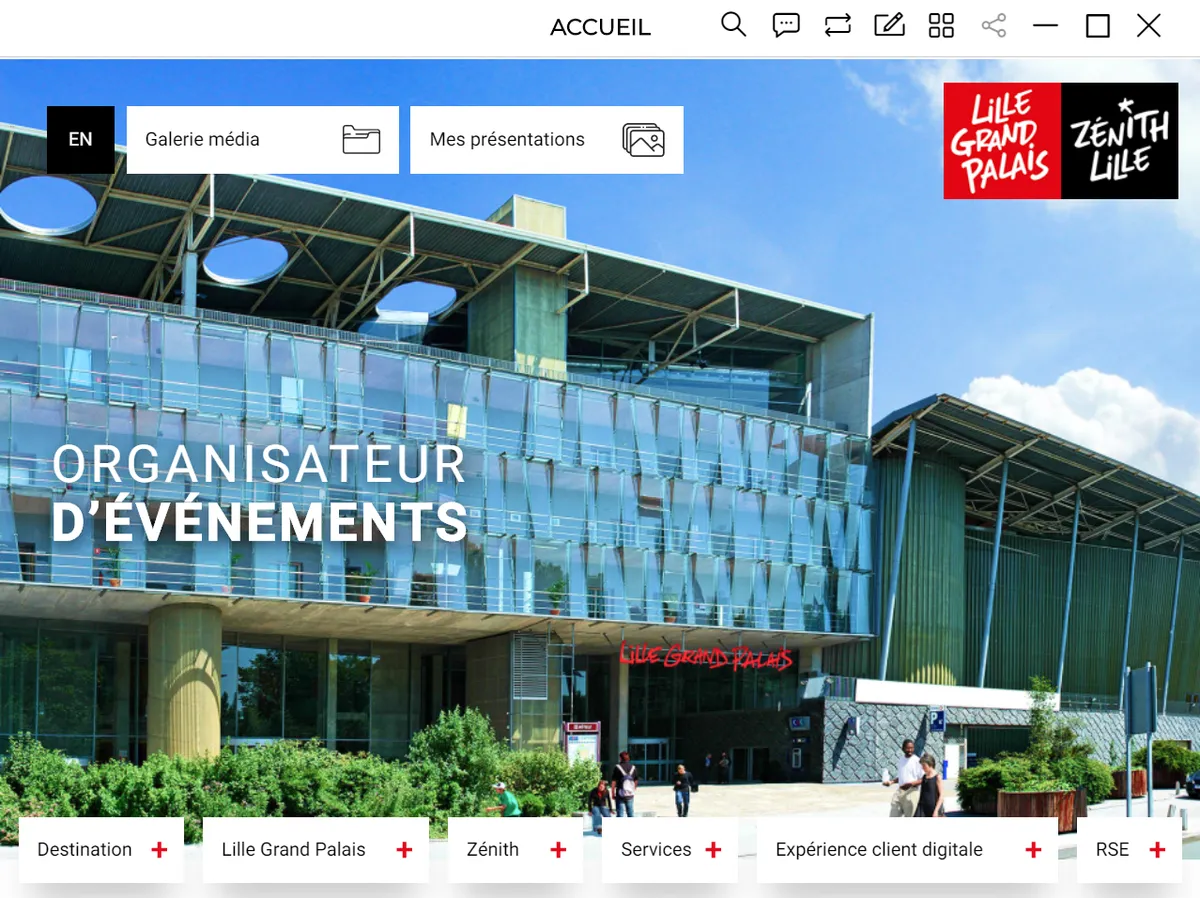 ACCUEIL
EN
Galerie média
Mes présentations
LiLLE
GRAND
PALAiS
ZÉNiTH
LiLLE
ORGANISATEUR
D’ÉVÉNEMENTS
LiLLE GRAND PALAIS
P
Destination +
Lille Grand Palais +
Zénith +
Services +
Expérience client digitale +
RSE +